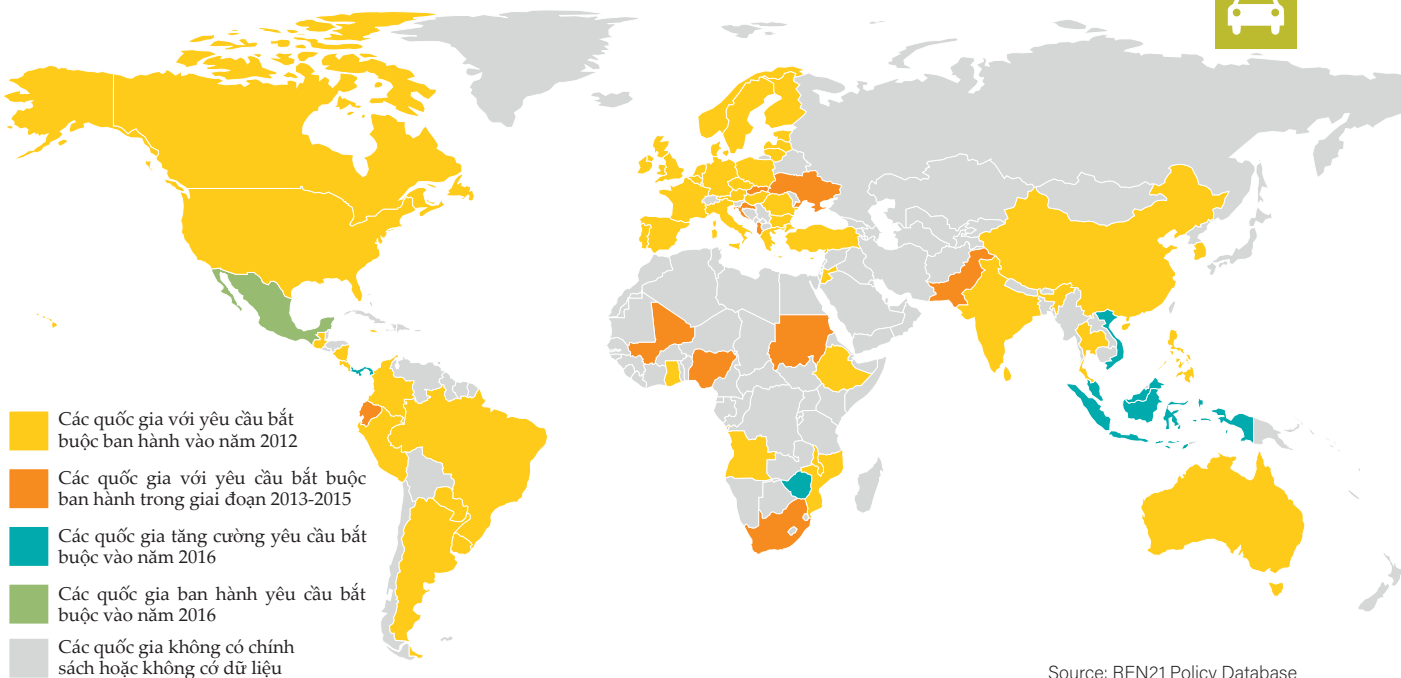 Các quốc gia với yêu cầu bắt
buộc ban hành vào năm 2012
Các quốc gia với yêu cầu bắt buộc
ban hành trong giai đoạn 2013-2015
Các quốc gia tăng cường yêu cầu bắt
buộc vào năm 2016
Các quốc gia ban hành yêu cầu bắt
buộc vào năm 2016
Các quốc gia không có chính
sách hoặc không cớ dữ liệu
Source: REN21 Policy Database